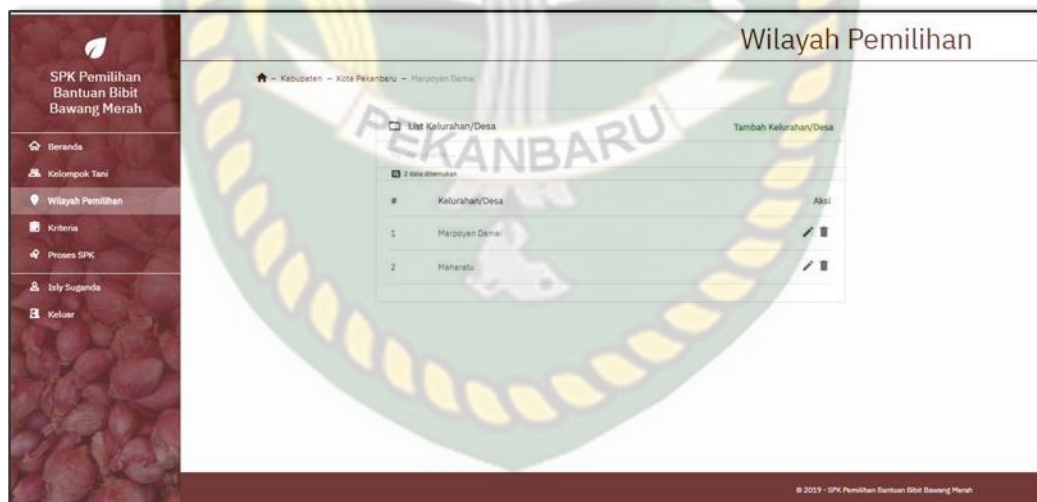 SPK Pemilihan
Bantuan Bibit
Bawang Merah
Beranda
Kelompok Tani
Wilayah Pemilihan
Kriteria
Proses SPK
Isly Suganda
Keluar
Wilayah Pemilihan
– Kabupaten – Kota Pekanbaru – Marpoyan Damai
PEKANBARU
List Kelurahan/Desa
Tambah Kelurahan/Desa
2 data ditemukan
# Kelurahan/Desa Aksi
1 Marpoyan Damai
2 Maharatu
© 2019 - SPK Pemilihan Bantuan Bibit Bawang Merah